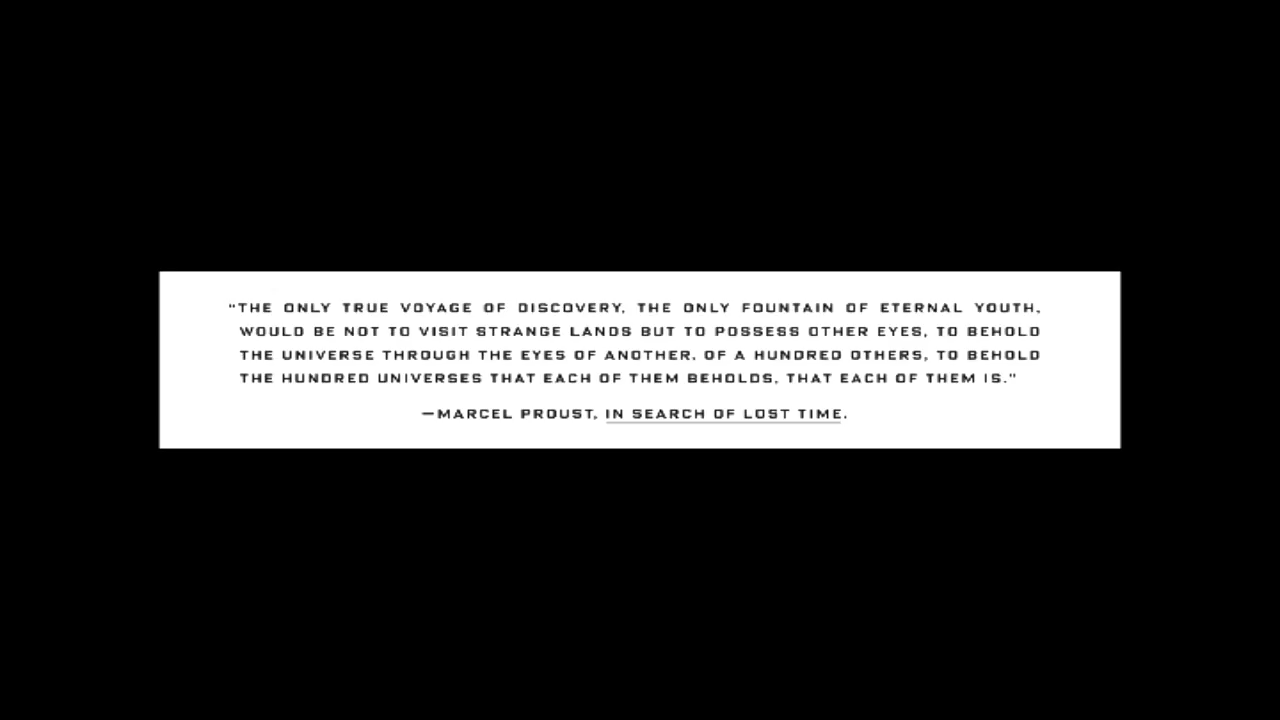 "THE ONLY TRUE VOYAGE OF DISCOVERY, THE ONLY FOUNTAIN OF ETERNAL YOUTH,
WOULD BE NOT TO VISIT STRANGE LANDS BUT TO POSSESS OTHER EYES, TO BEHOLD
THE UNIVERSE THROUGH THE EYES OF ANOTHER, OF A HUNDRED OTHERS, TO BEHOLD
THE HUNDRED UNIVERSES THAT EACH OF THEM BEHOLDS, THAT EACH OF THEM IS."
—MARCEL PROUST, IN SEARCH OF LOST TIME.